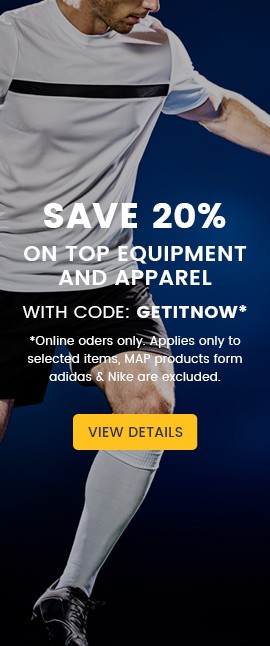 SAVE 20%
ON TOP EQUIPMENT
AND APPAREL
WITH CODE: GETITNOW*
*Online oders only. Applies only to
selected items, MAP products form
adidas & Nike are excluded.
VIEW DETAILS